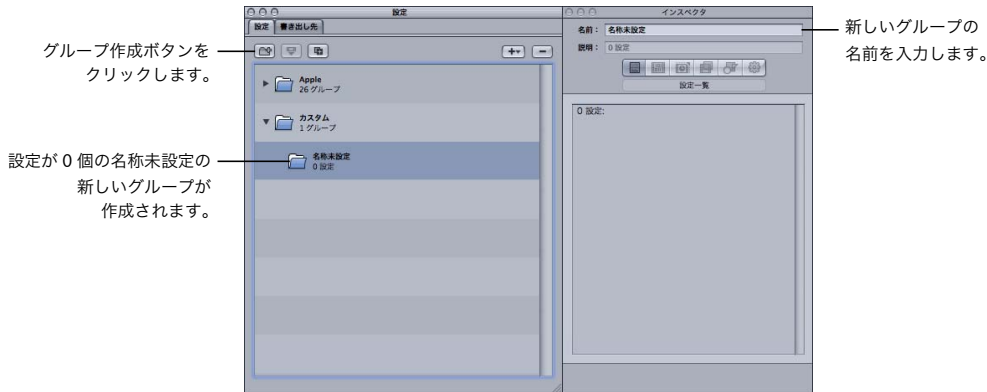 設定
設定
書き出し先
Apple
26 グループ
カスタム
1 グループ
名称未設定
0 設定
インスペクタ
名前： 名称未設定
説明： 0 設定
設定一覧
0 設定:
グループ作成ボタンを
クリックします。
設定が 0 個の名称未設定の
新しいグループが
作成されます。
新しいグループの
名前を入力します。